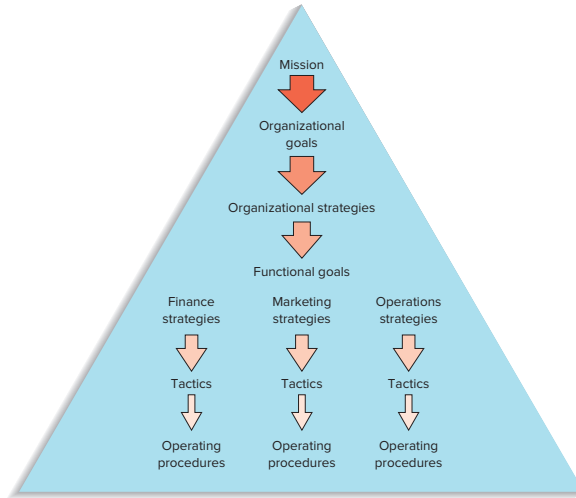 Mission
Organizational
goals
Organizational strategies
Functional goals
Finance
strategies
Marketing
strategies
Operations
strategies
Tactics
Tactics
Tactics
Operating
procedures
Operating
procedures
Operating
procedures